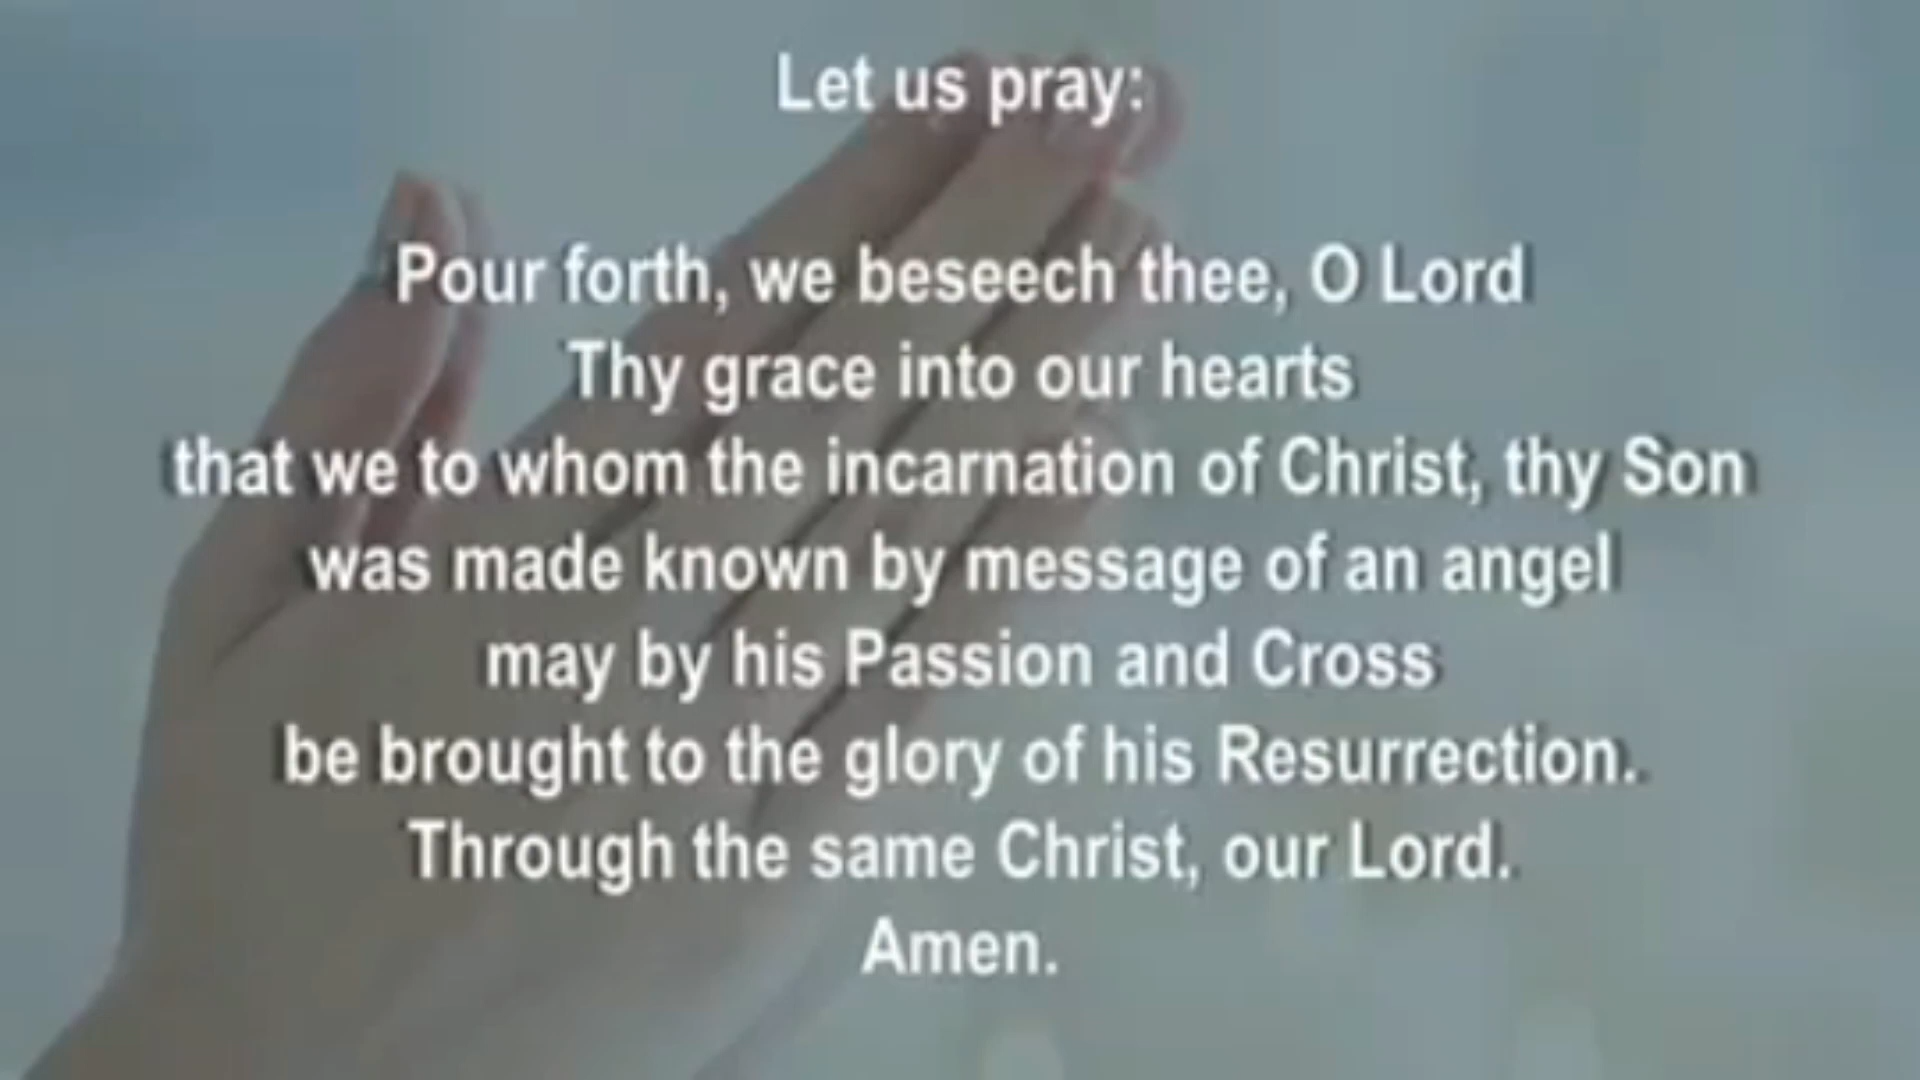 Let us pray:
Pour forth, we beseech thee, O Lord
Thy grace into our hearts
that we to whom the incarnation of Christ, thy Son
was made known by message of an angel
may by his Passion and Cross
be brought to the glory of his Resurrection.
Through the same Christ, our Lord.
Amen.